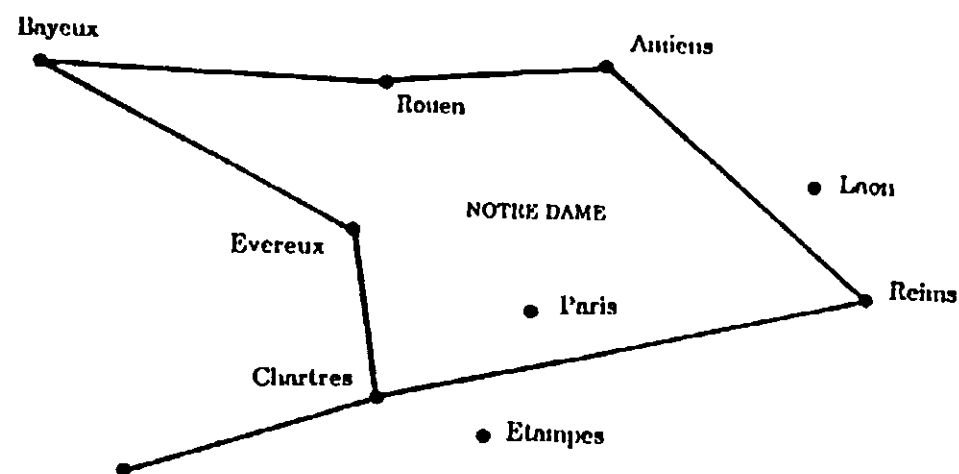 Bayeux
Amiens
Rouen
Laon
NOTRE DAME
Evereux
Reims
Paris
Chartres
Etampes